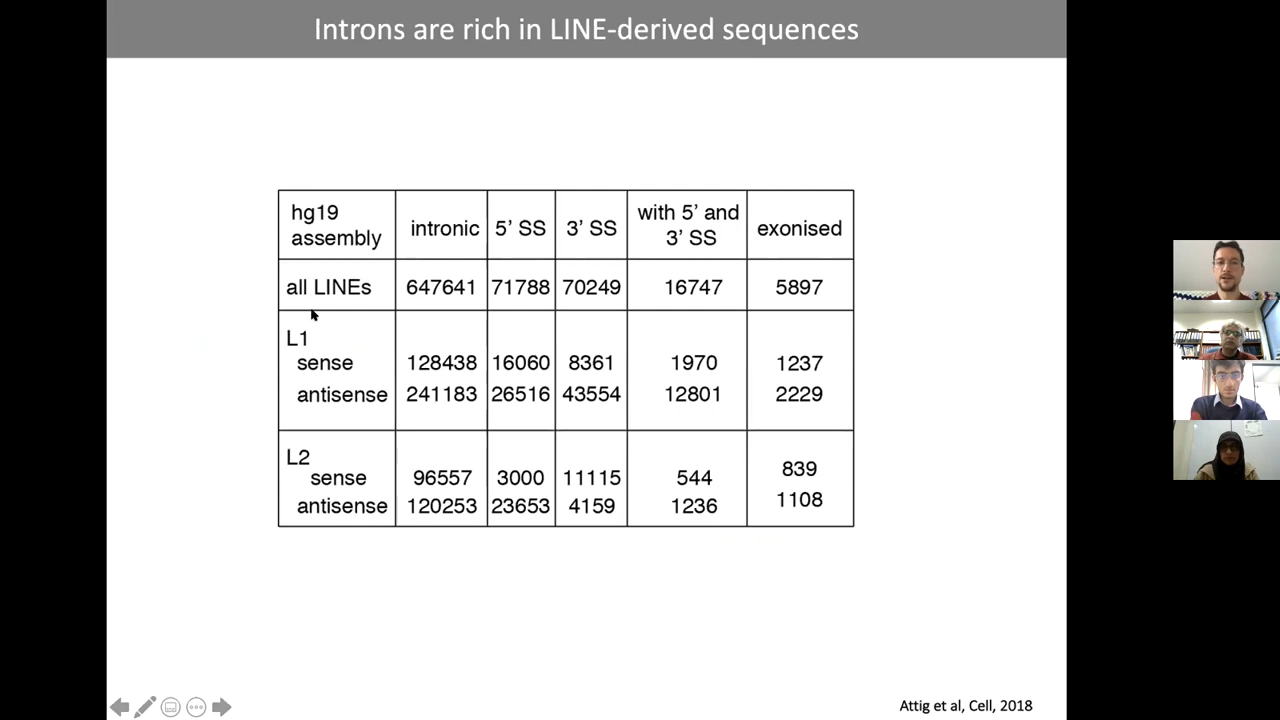 Introns are rich in LINE-derived sequences
hg19 assembly intronic 5' SS 3' SS with 5' and 3' SS exonised
all LINEs 647641 71788 70249 16747 5897
L1
sense 128438 16060 8361 1970 1237
antisense 241183 26516 43554 12801 2229
L2
sense 96557 3000 11115 544 839
antisense 120253 23653 4159 1236 1108
Attig et al, Cell, 2018